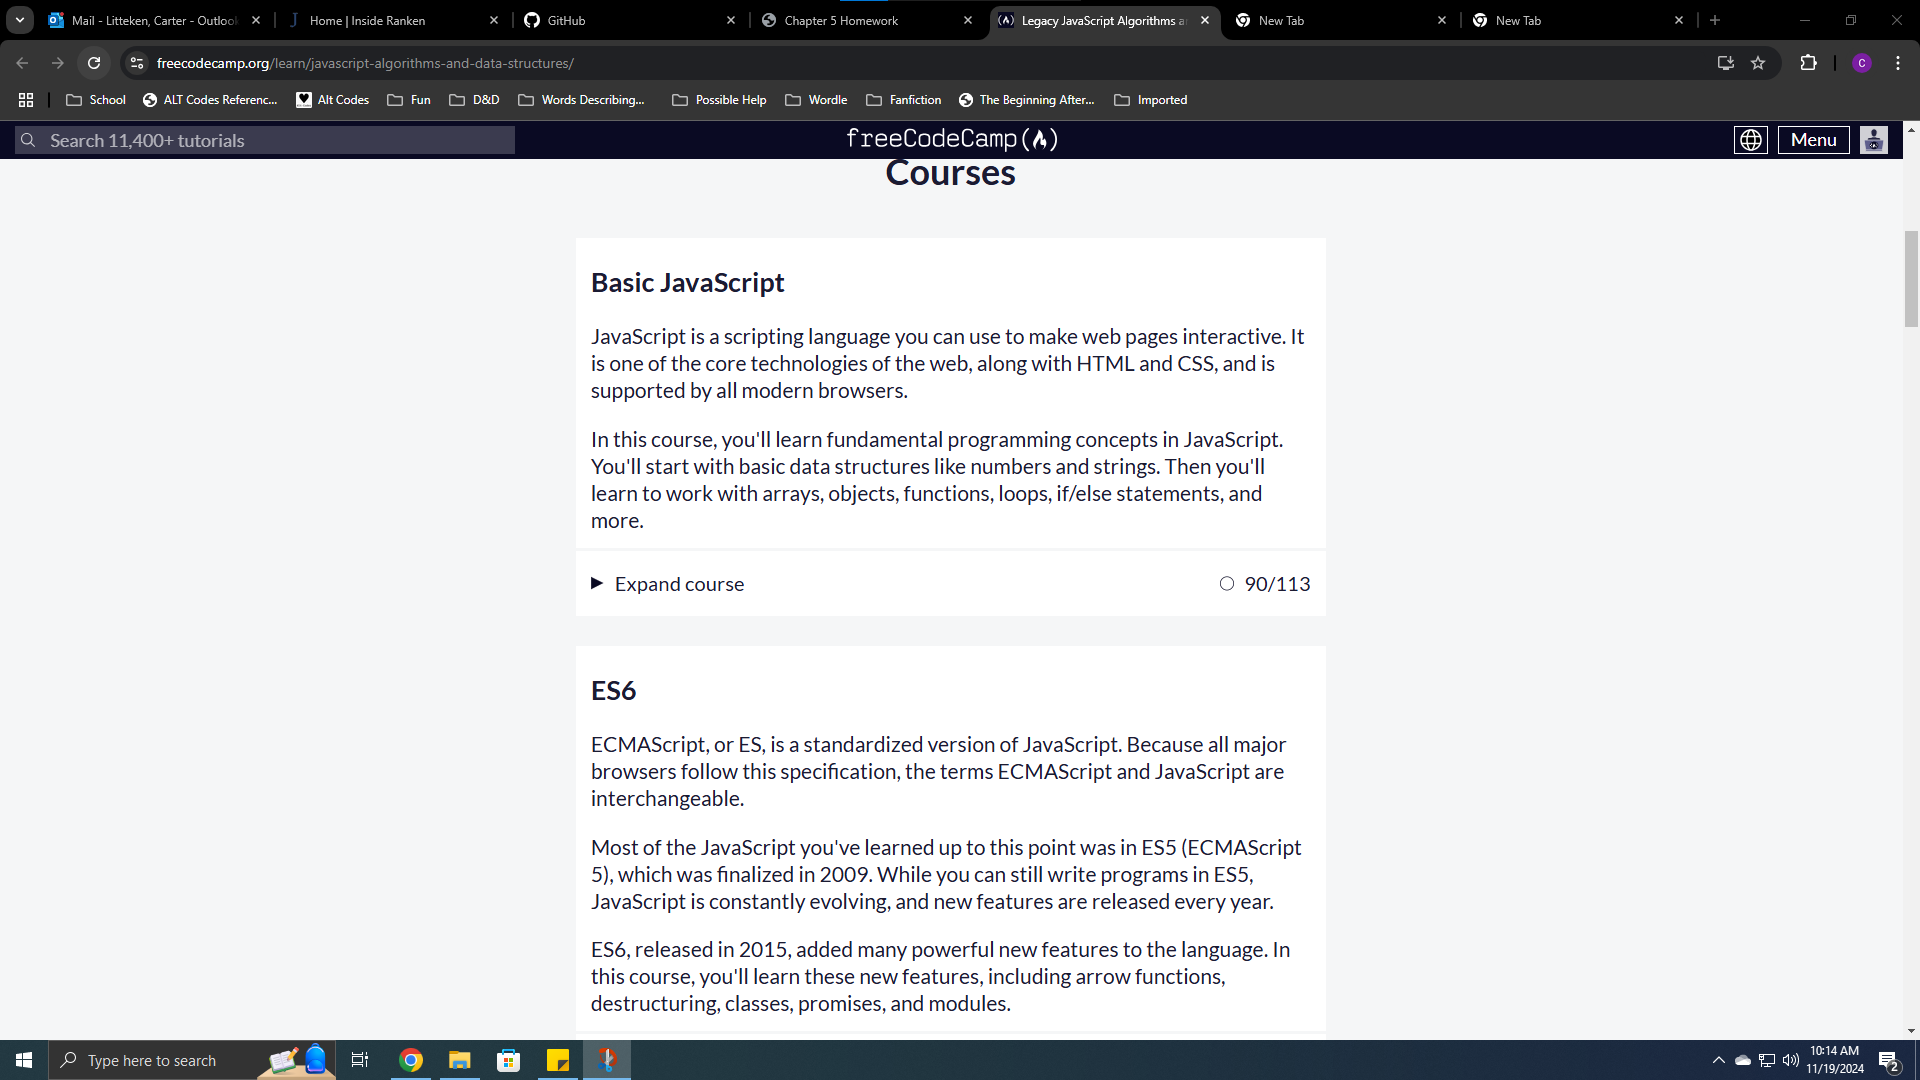 Mail - Litteken, Carter - Outlook
Home | Inside Ranken
GitHub
Chapter 5 Homework
Legacy JavaScript Algorithms a
New Tab
New Tab
freecodecamp.org/learn/javascript-algorithms-and-data-structures/
C
School
ALT Codes Referenc...
Alt Codes
Fun
D&D
Words Describing...
Possible Help
Wordle
Fanfiction
The Beginning After...
Imported
Search 11,400+ tutorials
freeCodeCamp
Menu
Courses
Basic JavaScript
JavaScript is a scripting language you can use to make web pages interactive. It
is one of the core technologies of the web, along with HTML and CSS, and is
supported by all modern browsers.
In this course, you'll learn fundamental programming concepts in JavaScript.
You'll start with basic data structures like numbers and strings. Then you'll
learn to work with arrays, objects, functions, loops, if/else statements, and
more.
Expand course
90/113
ES6
ECMAScript, or ES, is a standardized version of JavaScript. Because all major
browsers follow this specification, the terms ECMAScript and JavaScript are
interchangeable.
Most of the JavaScript you've learned up to this point was in ES5 (ECMAScript
5), which was finalized in 2009. While you can still write programs in ES5,
JavaScript is constantly evolving, and new features are released every year.
ES6, released in 2015, added many powerful new features to the language. In
this course, you'll learn these new features, including arrow functions,
destructuring, classes, promises, and modules.
Type here to search
10:14 AM
11/19/2024
2